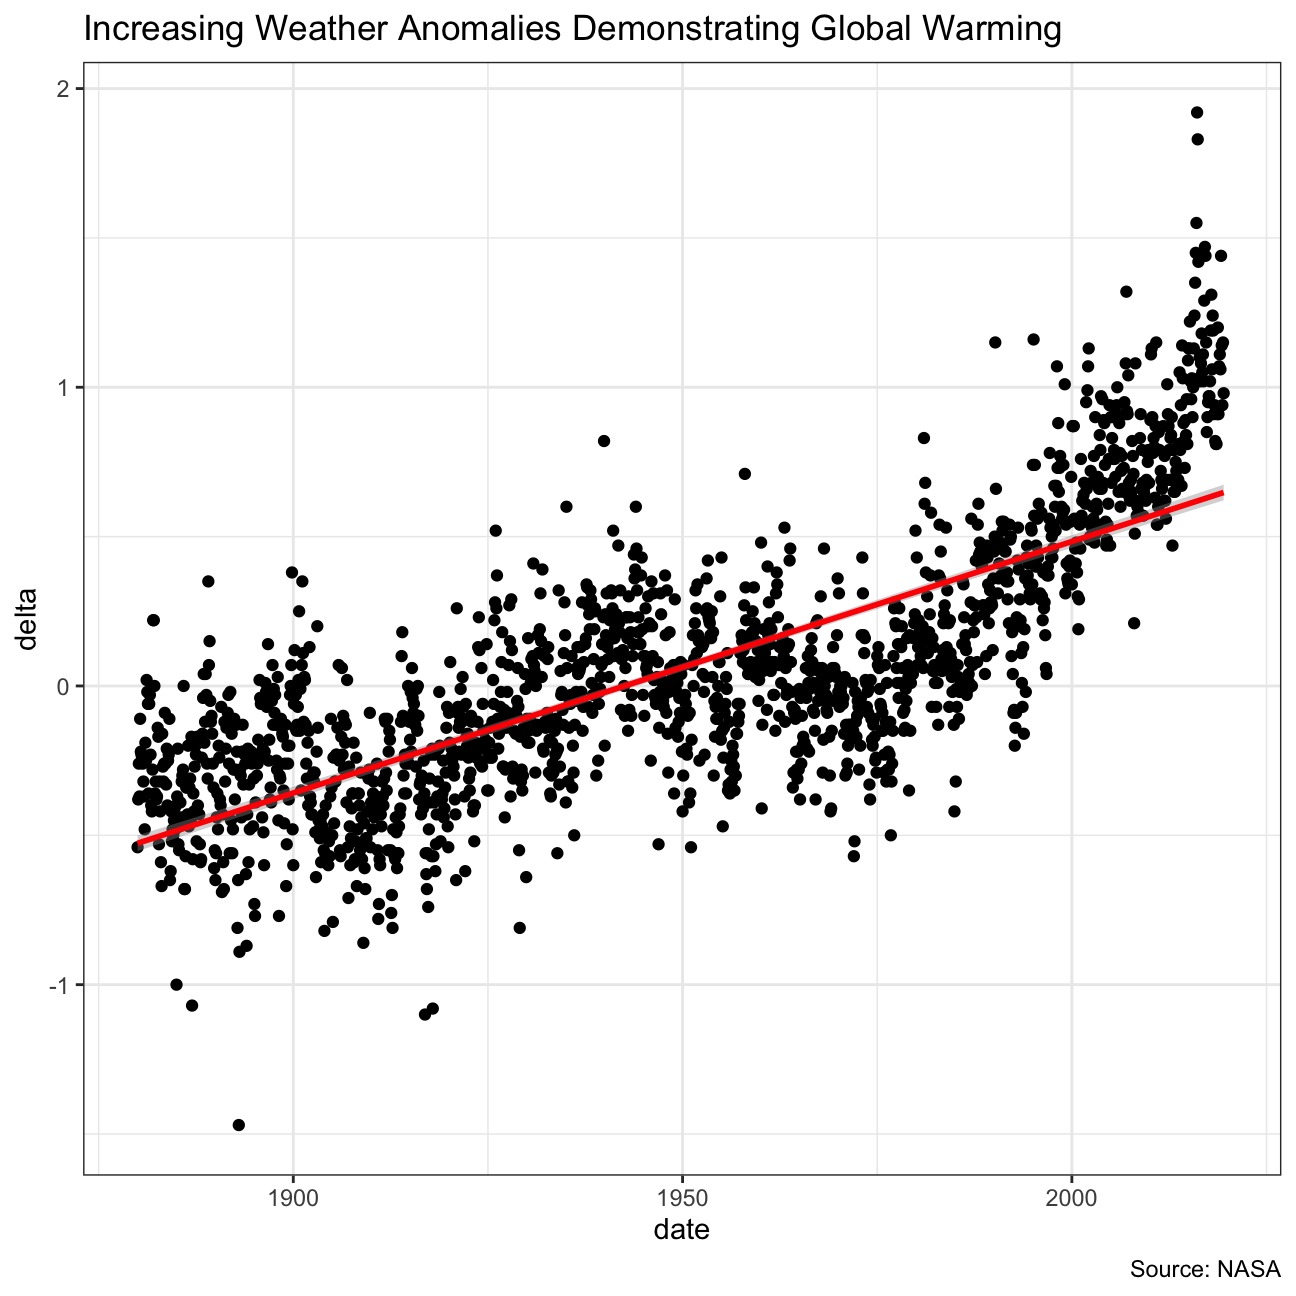 Increasing Weather Anomalies Demonstrating Global Warming
2
1
0
-1
delta
1900 1950 2000
date
Source: NASA